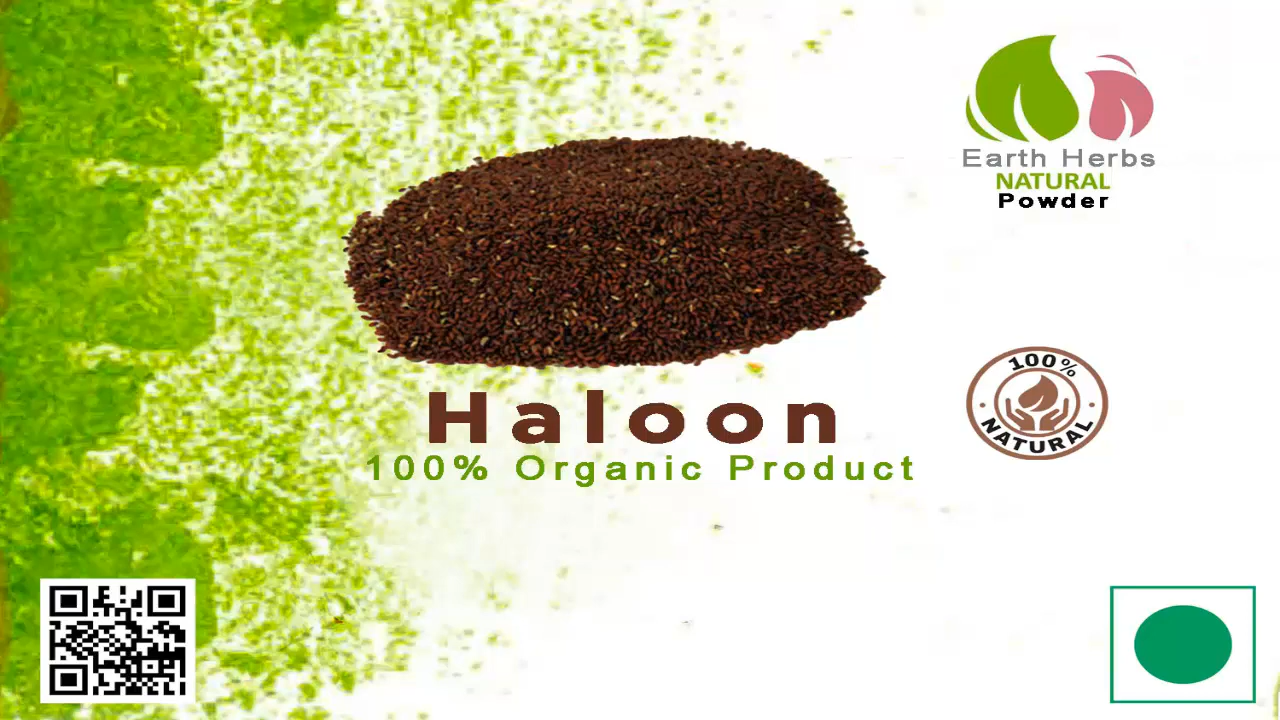 Earth Herbs
NATURAL
Powder
100%
NATURAL
Haloon
100% Organic Product